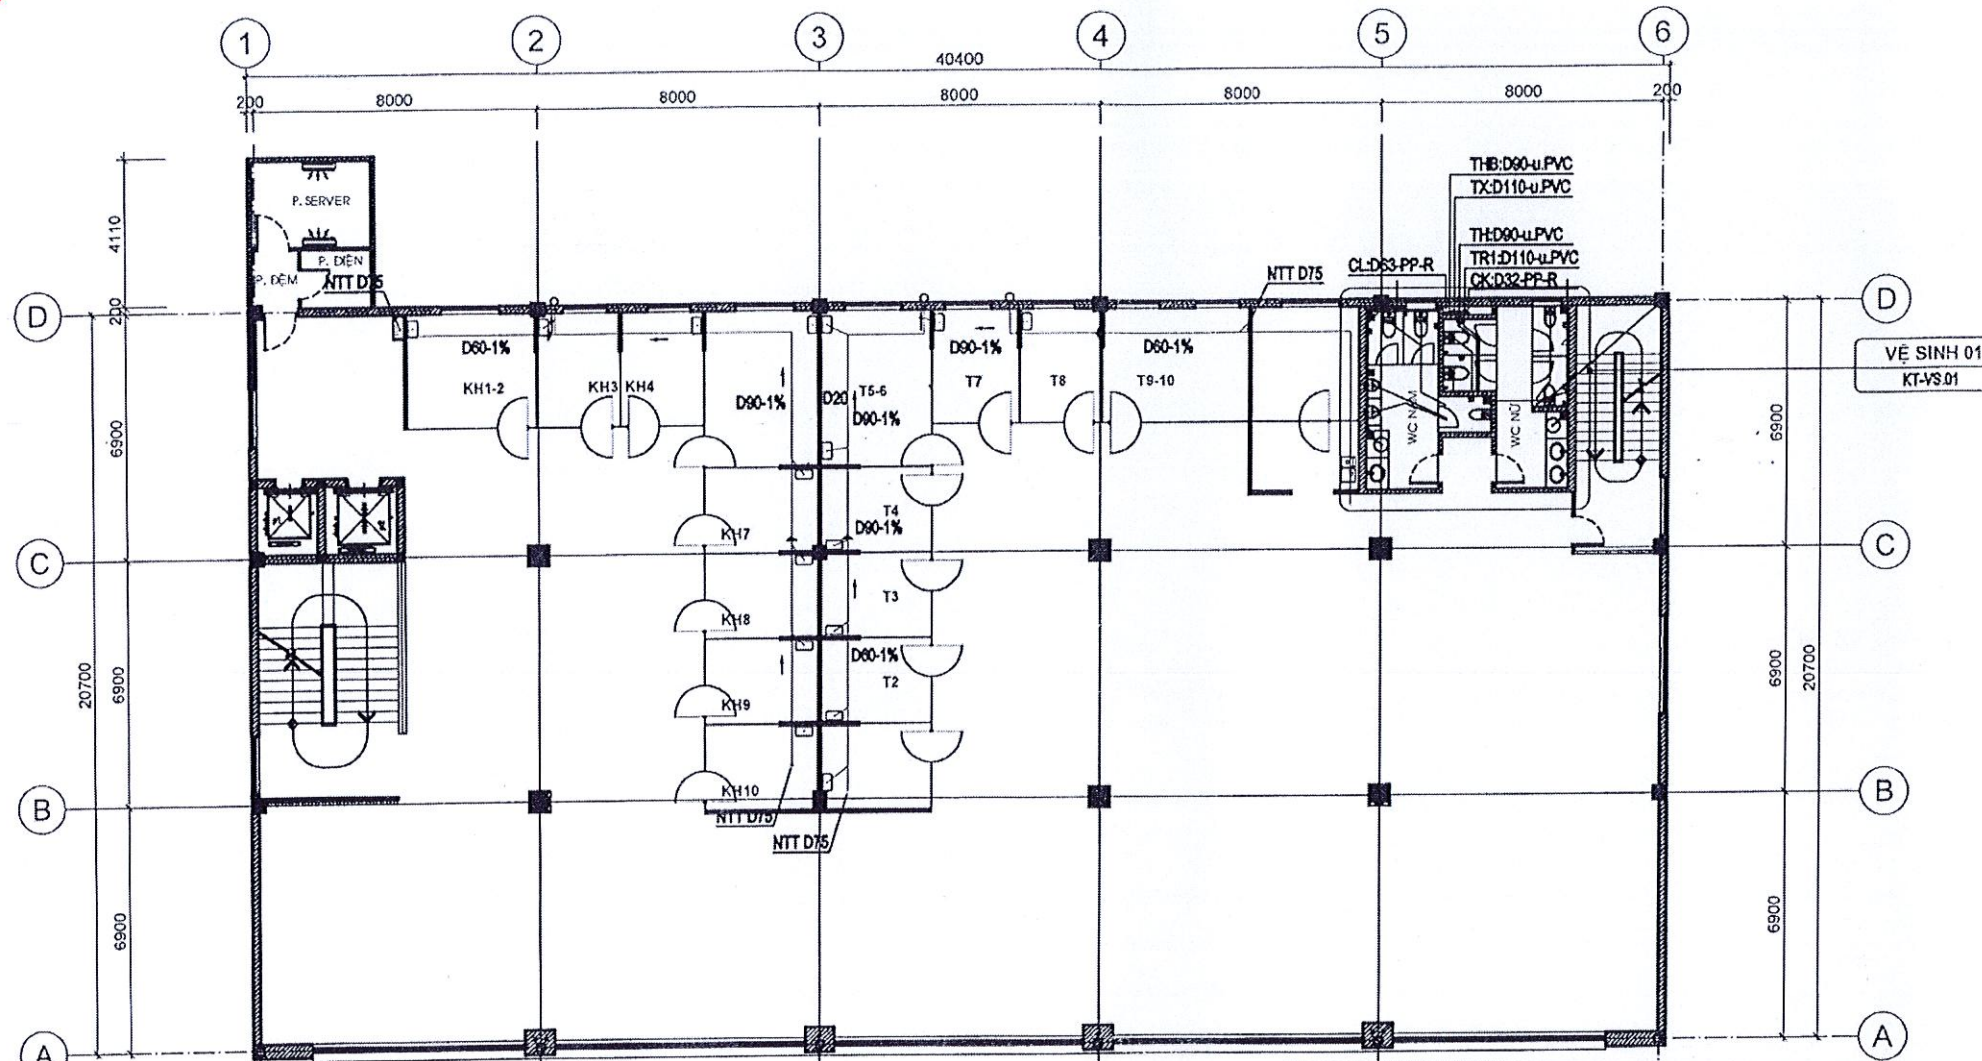 1
2
3
4
5
6
40400
200
8000
8000
8000
8000
8000
200
THB:D90-u.PVC
TX:D110-u.PVC
P. SERVER
4110
TH:D90-u.PVC
TR1:D110-u.PVC
CL:D63-PP-R
CK:D32-PP-R
P. ĐIỆN
P. ĐỆM
NTT D75
NTT D75
200
D
D
D60-1%
D90-1%
D60-1%
VỆ SINH 01
KT-VS.01
KH1-2
KH3
KH4
D90-1%
D20
T5-6
D90-1%
T7
T8
T9-10
WC NAM
WC NỮ
6900
6900
T4
D90-1%
KH7
C
C
T3
KH8
D60-1%
T2
20700
6900
6900
20700
KH9
KH10
B
B
NTT D75
NTT D75
6900
6900
A
A